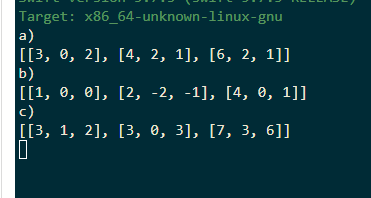 Target: x86_64-unknown-linux-gnu
a)
[[3, 0, 2], [4, 2, 1], [6, 2, 1]]
b)
[[1, 0, 0], [2, -2, -1], [4, 0, 1]]
c)
[[3, 1, 2], [3, 0, 3], [7, 3, 6]]